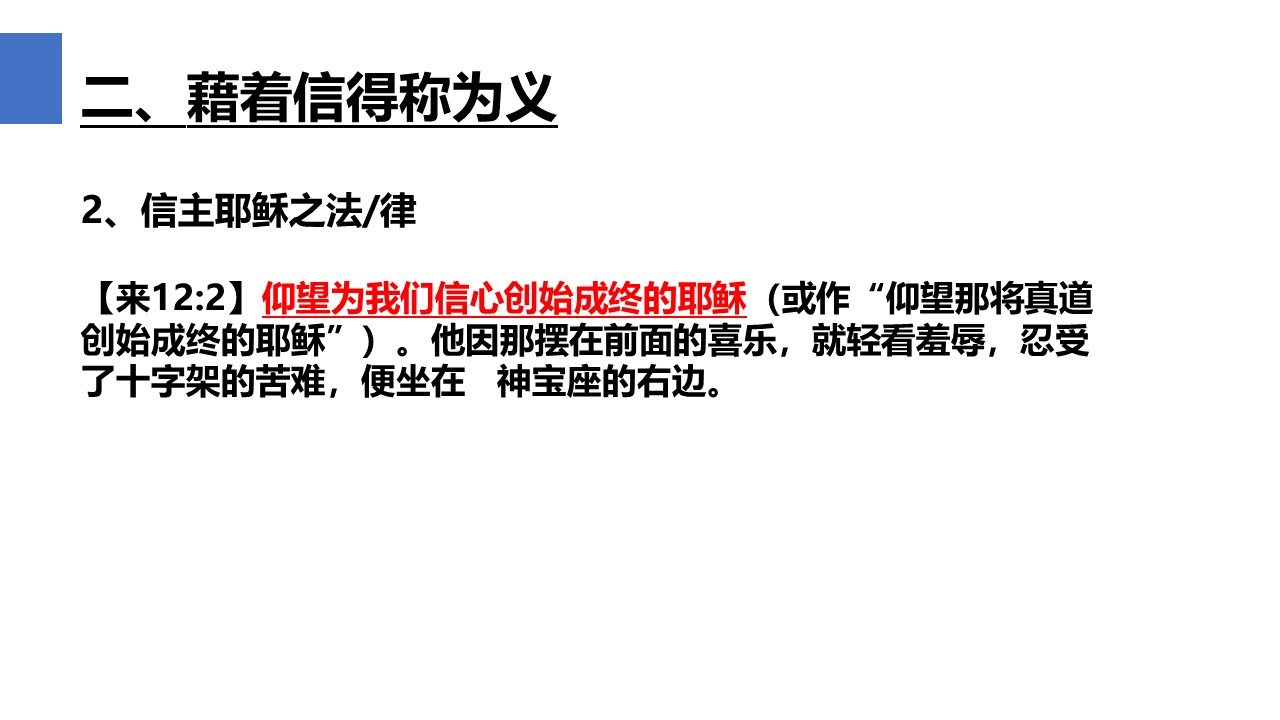 二、藉着信得称为义
2、信主耶稣之法/律
【来12:2】仰望为我们信心创始成终的耶稣（或作“仰望那将真道
创始成终的耶稣”）。他因那摆在前面的喜乐，就轻看羞辱，忍受
了十字架的苦难，便坐在　神宝座的右边。